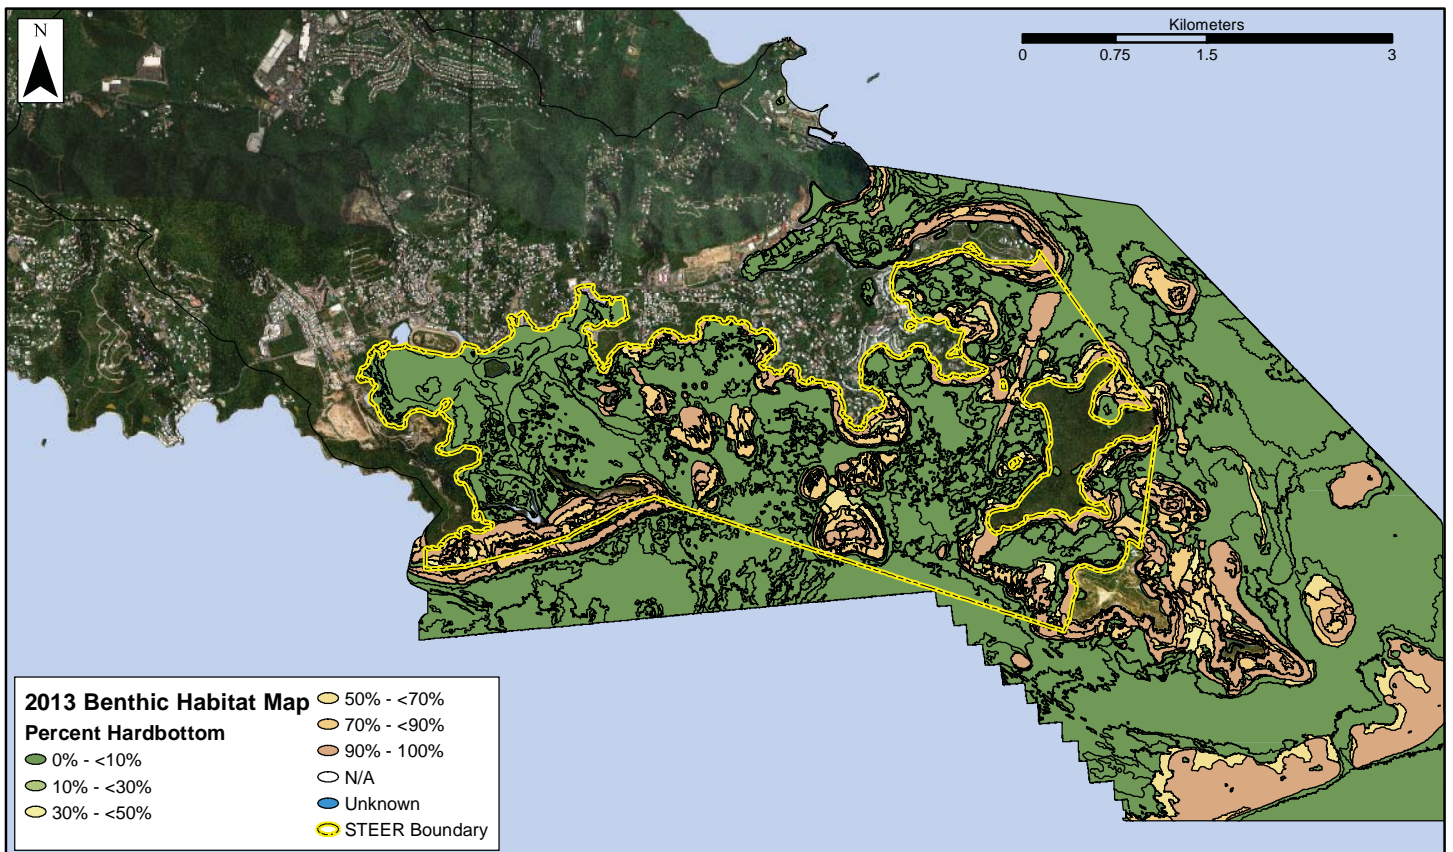 N
Kilometers
0 0.75 1.5 3
2013 Benthic Habitat Map
Percent Hardbottom
0% - <10%
10% - <30%
30% - <50%
50% - <70%
70% - <90%
90% - 100%
N/A
Unknown
STEER Boundary